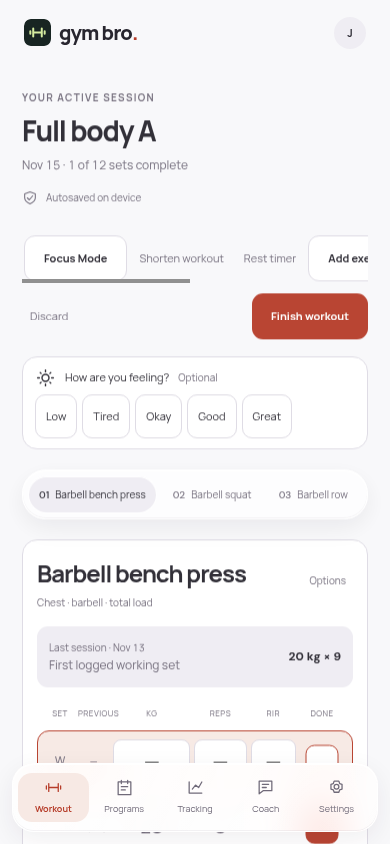 gym bro.
J
YOUR ACTIVE SESSION
Full body A
Nov 15 · 1 of 12 sets complete
Autosaved on device
Focus Mode Shorten workout Rest timer Add exe
Discard Finish workout
How are you feeling? Optional
Low Tired Okay Good Great
01 Barbell bench press 02 Barbell squat 03 Barbell row
Barbell bench press
Options
Chest · barbell · total load
Last session · Nov 13
First logged working set
20 kg × 9
SET PREVIOUS KG REPS RIR DONE
W –
Workout Programs Tracking Coach Settings